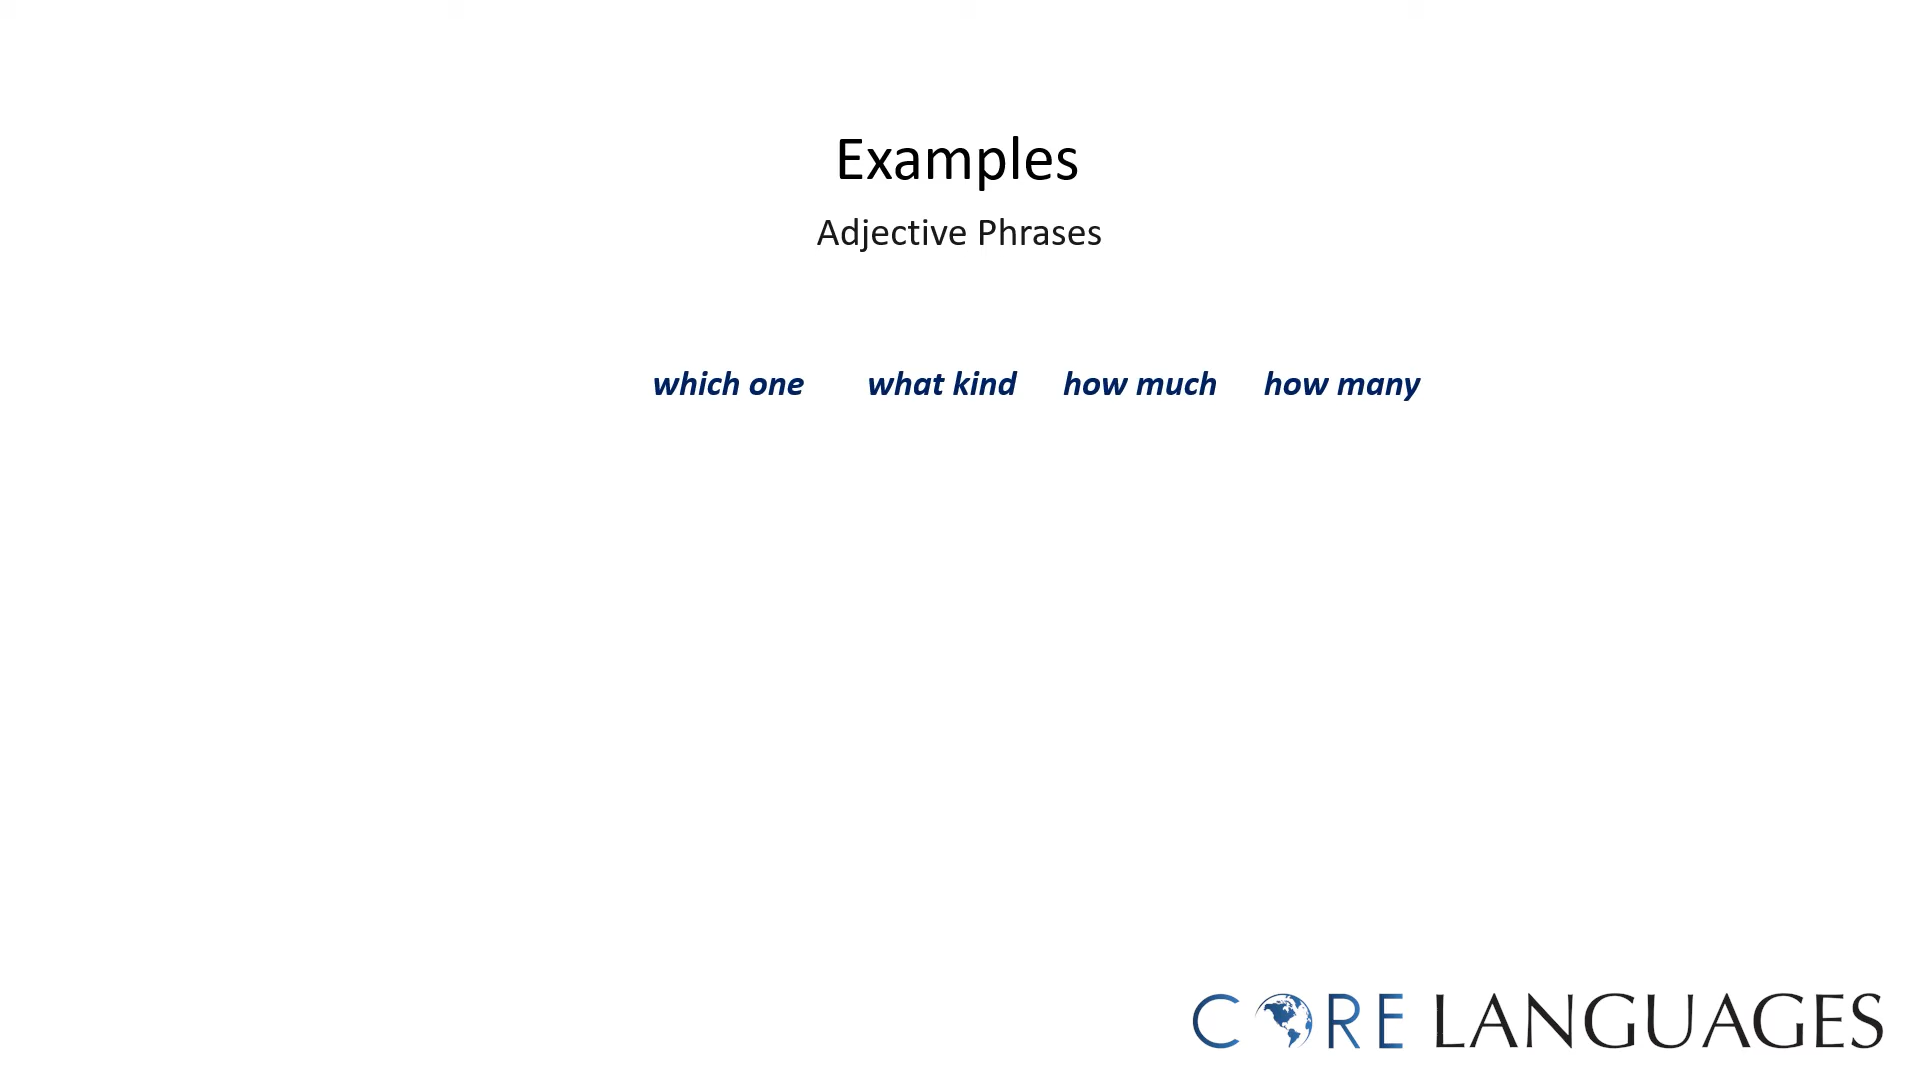 Examples
Adjective Phrases
which one what kind how much how many
CORE LANGUAGES